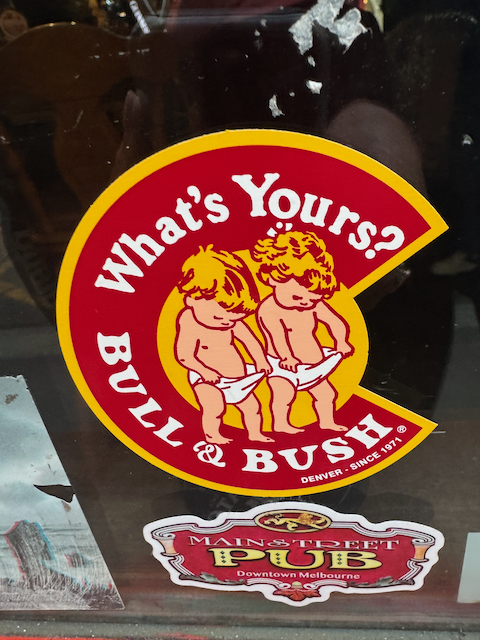 What's Yours?
BULL & BUSH®
DENVER - SINCE 1971
MAINSTREET
PUB
Downtown Melbourne